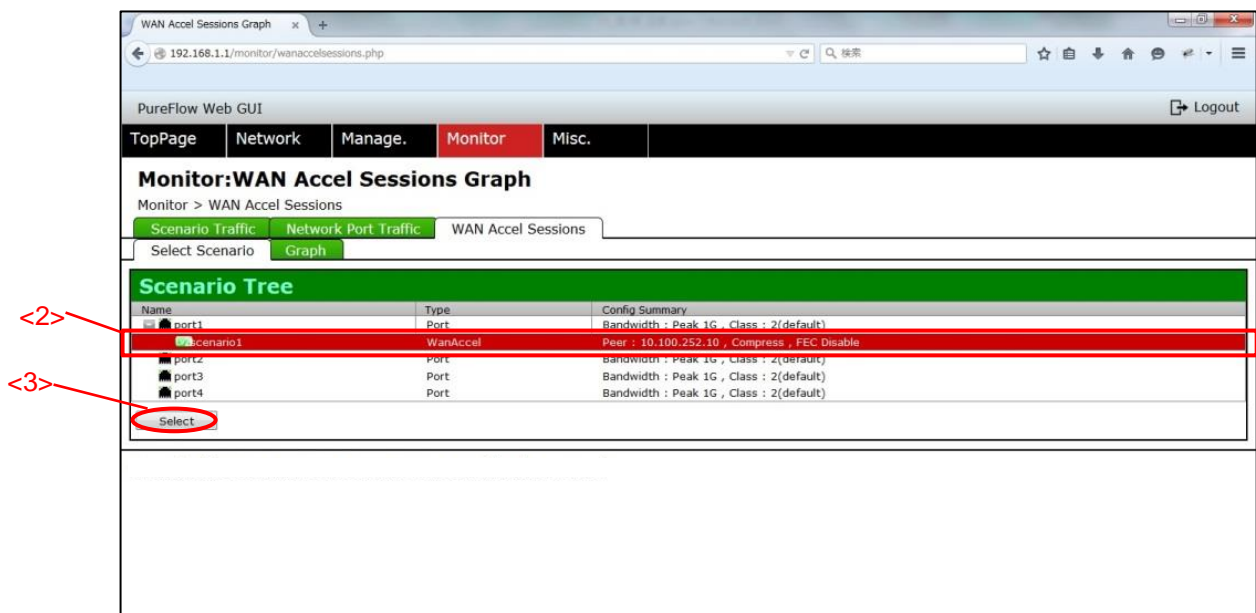 WAN Accel Sessions Graph × +
192.168.1.1/monitor/wanaccelsessions.php 検索
PureFlow Web GUI Logout
TopPage Network Manage. Monitor Misc.
Monitor:WAN Accel Sessions Graph
Monitor > WAN Accel Sessions
Scenario Traffic Network Port Traffic WAN Accel Sessions
Select Scenario Graph
Scenario Tree
Name Type Config Summary
port1 Port Bandwidth : Peak 1G , Class : 2(default)
<2>
scenario1 WanAccel Peer : 10.100.252.10 , Compress , FEC Disable
port2 Port Bandwidth : Peak 1G , Class : 2(default)
port3 Port Bandwidth : Peak 1G , Class : 2(default)
<3>
port4 Port Bandwidth : Peak 1G , Class : 2(default)
Select